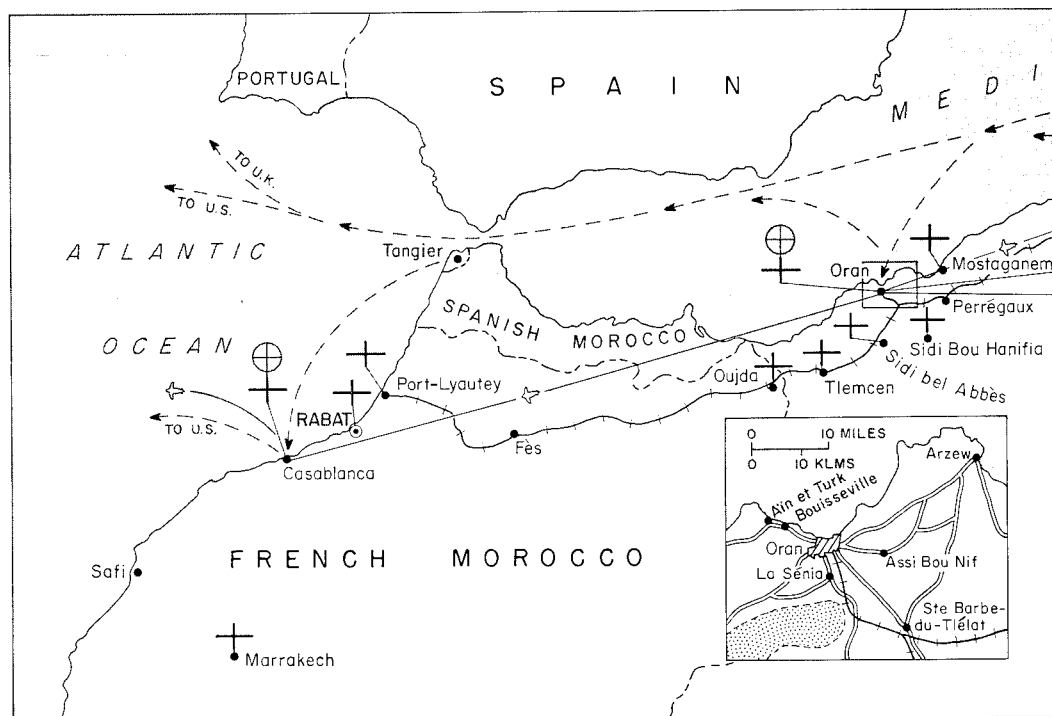 PORTUGAL
S P A I N
M E D I
TO U.K.
TO U.S.
ATLANTIC
OCEAN
Tangier
Oran
Mostaganem
Perrégaux
SPANISH MOROCCO
Sidi Bou Hanifia
Sidi bel Abbès
Port-Lyautey
Oujda
Tlemcen
RABAT
TO U.S.
Fès
Casablanca
FRENCH MOROCCO
Safi
Marrakech
0 10 MILES
0 10 KLMS
Arzew
Aïn et Turk
Bouisseville
Oran
Assi Bou Nif
La Sénia
Ste Barbe-
du-Tlélat